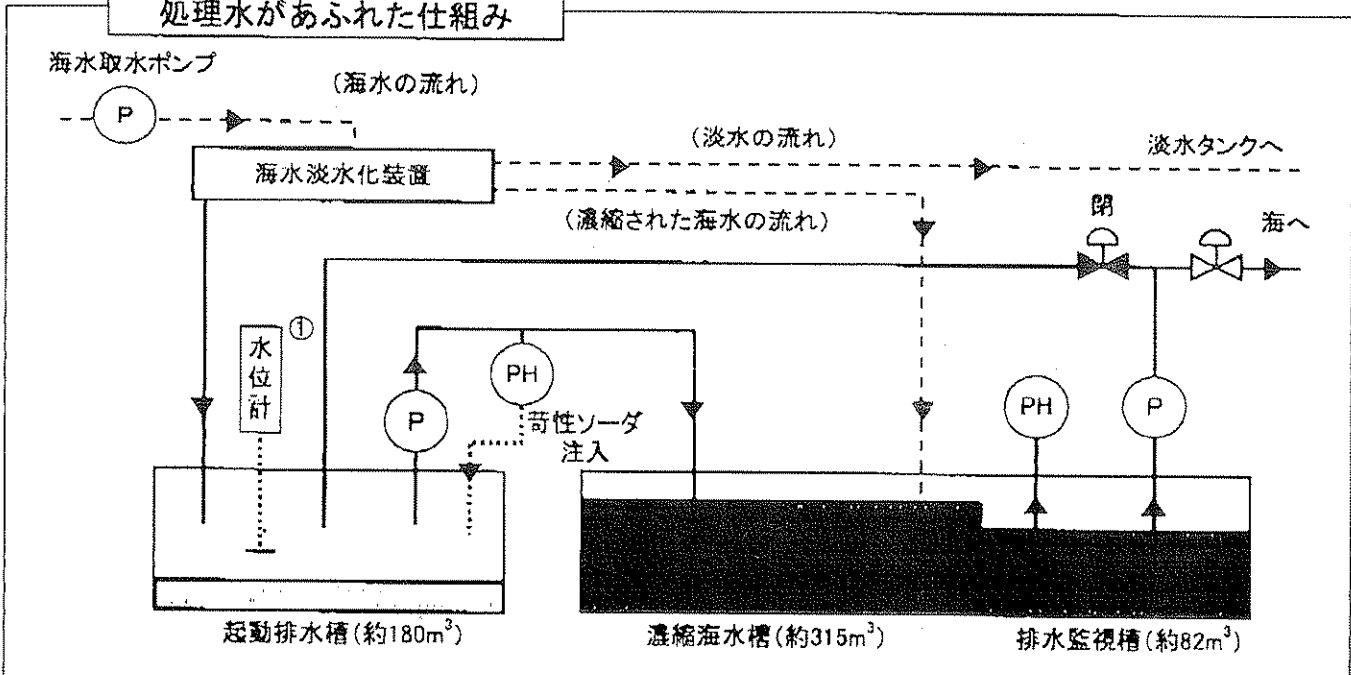 処理水があふれた仕組み
海水取水ポンプ
(海水の流れ)
P
(淡水の流れ)
淡水タンクへ
海水淡水化装置
(濃縮された海水の流れ)
閉
海へ
①
水位計
PH
P
苛性ソーダ
注入
PH
P
起動排水槽(約180m³)
濃縮海水槽(約315m³)
排水監視槽(約82m³)